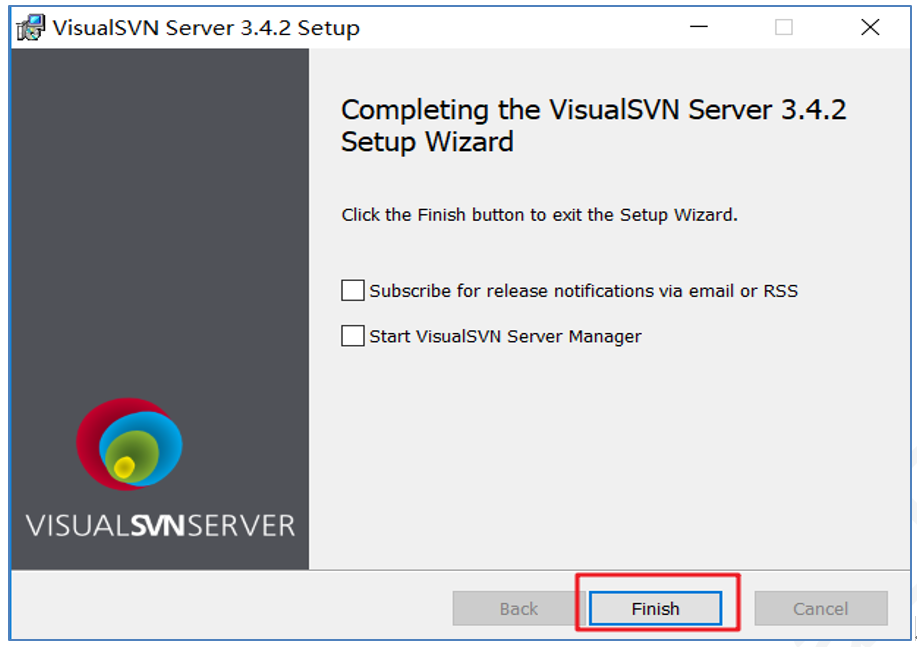 VisualSVN Server 3.4.2 Setup
Completing the VisualSVN Server 3.4.2
Setup Wizard
Click the Finish button to exit the Setup Wizard.
Subscribe for release notifications via email or RSS
Start VisualSVN Server Manager
VISUALSVNSERVER
Back
Finish
Cancel